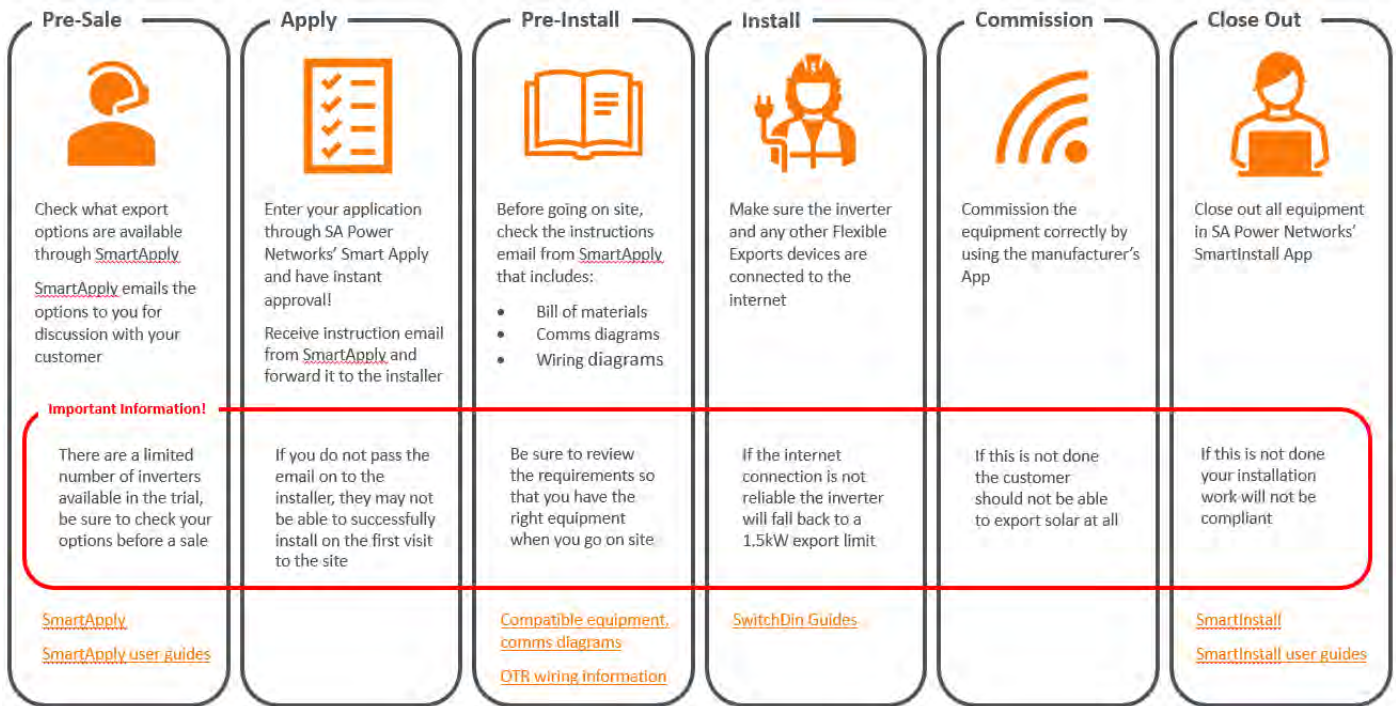 Pre-Sale
Check what export
options are available
through SmartApply
SmartApply emails the
options to you for
discussion with your
customer
Apply
Enter your application
through SA Power
Networks' Smart Apply
and have instant
approval!
Receive instruction email
from SmartApply and
forward it to the installer
Pre-Install
Before going on site,
check the instructions
email from SmartApply
that includes:
• Bill of materials
• Comms diagrams
• Wiring diagrams
Install
Make sure the inverter
and any other Flexible
Exports devices are
connected to the
internet
Commission
Commission the
equipment correctly by
using the manufacturer's
App
Close Out
Close out all equipment
in SA Power Networks'
SmartInstall App
Important Information!
There are a limited
number of inverters
available in the trial,
be sure to check your
options before a sale
If you do not pass the
email on to the
installer, they may not
be able to successfully
install on the first visit
to the site
Be sure to review
the requirements so
that you have the
right equipment
when you go on site
If the internet
connection is not
reliable the inverter
will fall back to a
1.5kW export limit
If this is not done
the customer
should not be able
to export solar at all
If this is not done
your installation
work will not be
compliant
SmartApply
SmartApply user guides
Compatible equipment,
comms diagrams
OTR wiring information
SwitchDin Guides
SmartInstall
SmartInstall user guides